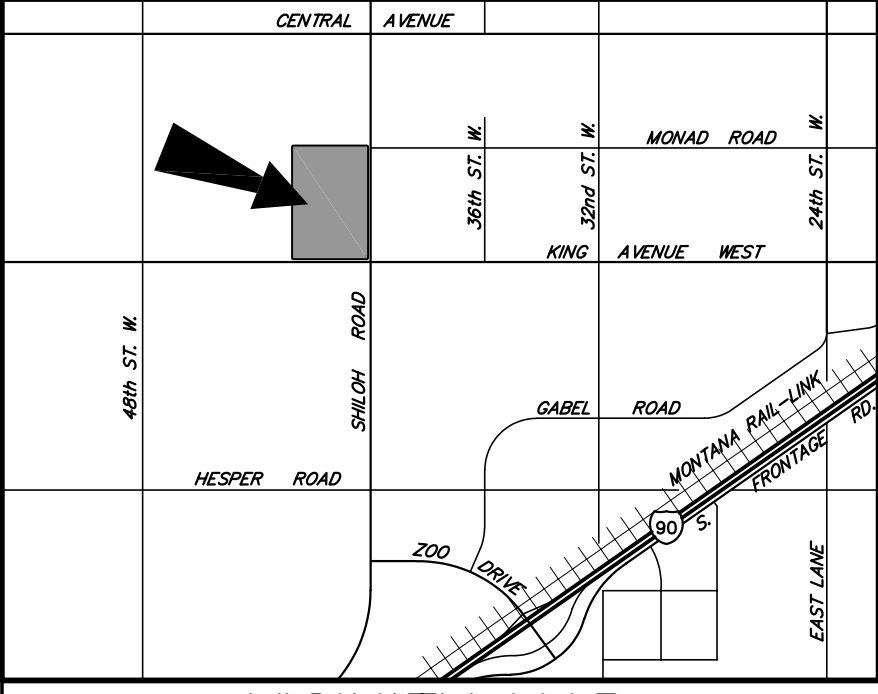 CENTRAL AVENUE
MONAD ROAD
36th ST. W.
32nd ST. W.
24th ST. W.
KING AVENUE WEST
48th ST. W.
SHILOH ROAD
GABEL ROAD
MONTANA RAIL-LINK
FRONTAGE RD.
HESPER ROAD
90
S.
ZOO DRIVE
EAST LANE